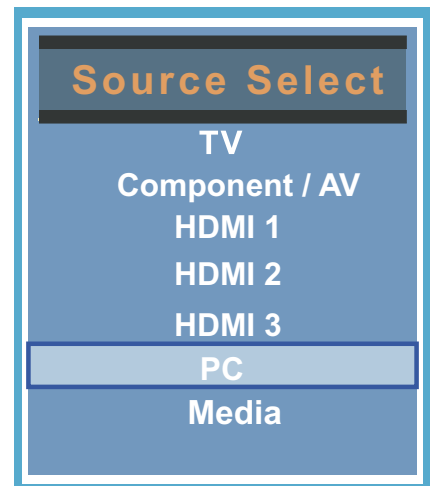 Source Select
TV
Component / AV
HDMI 1
HDMI 2
HDMI 3
PC
Media